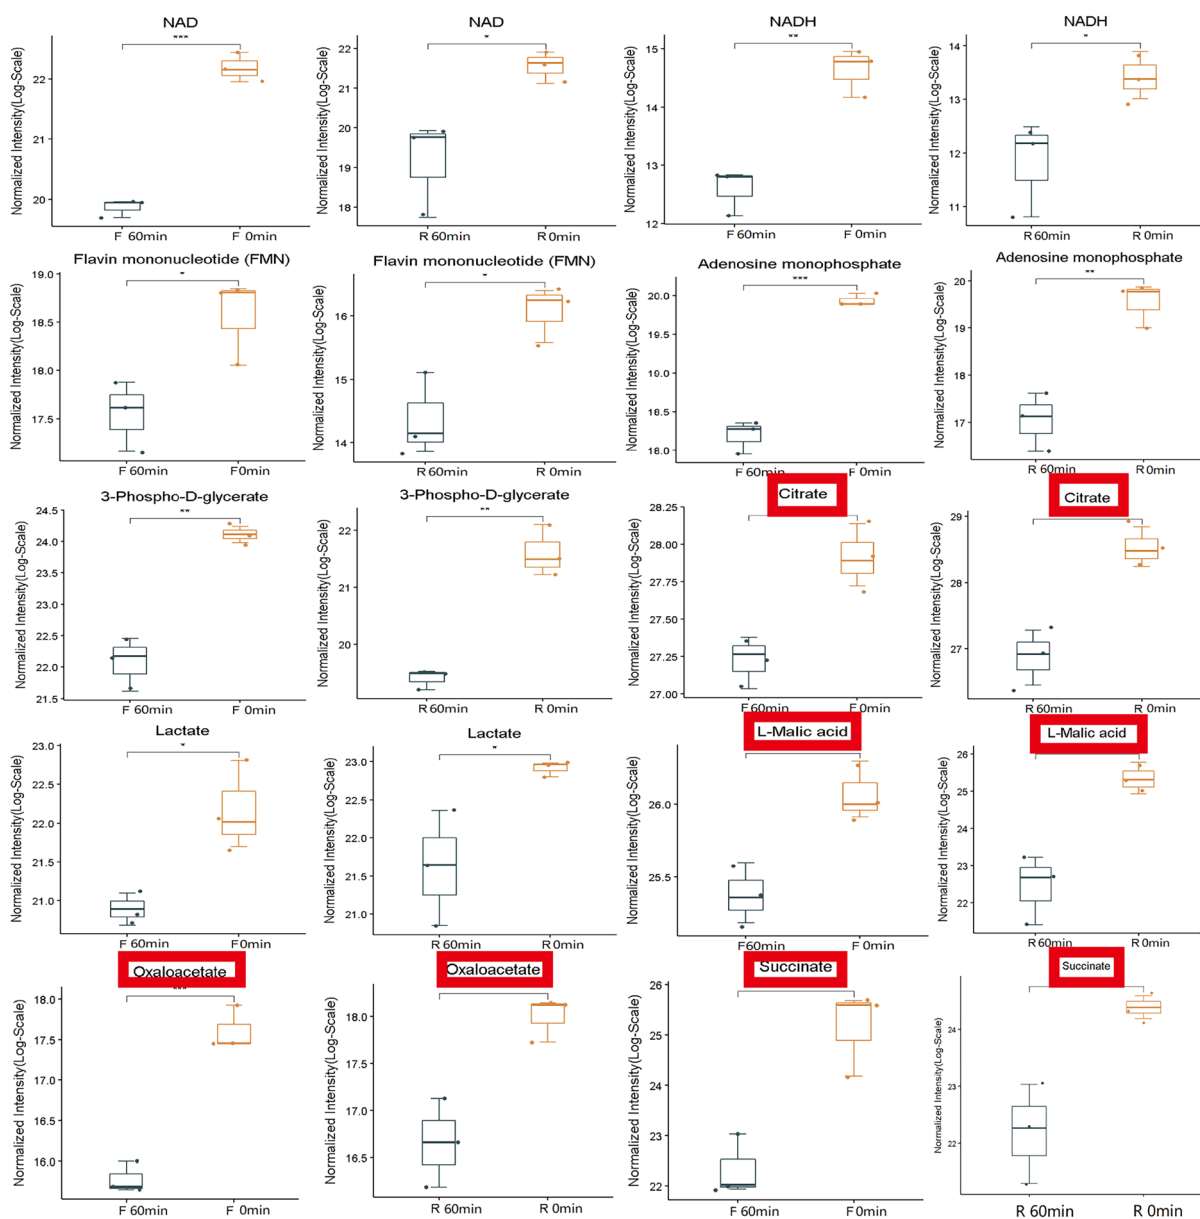 NAD
***
Normalized Intensity(Log-Scale)
22
21
20
F 60min
F 0min
NAD
*
Normalized Intensity(Log-Scale)
22
21
20
19
18
R 60min
R 0min
NADH
**
Normalized Intensity(Log-Scale)
15
14
13
12
F 60min
F 0min
NADH
*
Normalized Intensity(Log-Scale)
14
13
12
11
R 60min
R 0min
Flavin mononucleotide (FMN)
*
Normalized Intensity(Log-Scale)
19.0
18.5
18.0
17.5
F 60min
F 0min
Flavin mononucleotide (FMN)
*
Normalized Intensity(Log-Scale)
16
15
14
R 60min
R 0min
Adenosine monophosphate
***
Normalized Intensity(Log-Scale)
20.0
19.5
18.5
18.0
F 60min
F 0min
Adenosine monophosphate
**
Normalized Intensity(Log-Scale)
20
19
18
17
R 60min
R 0min
3-Phospho-D-glycerate
**
Normalized Intensity(Log-Scale)
24.5
24.0
23.5
22.5
22.0
21.5
F 60min
F 0min
3-Phospho-D-glycerate
**
Normalized Intensity(Log-Scale)
22
21
20
R 60min
R 0min
Citrate
Normalized Intensity(Log-Scale)
28.25
28.00
27.75
27.50
27.25
27.00
F 60min
F 0min
Citrate
Normalized Intensity(Log-Scale)
29
28
27
R 60min
R 0min
Lactate
*
Normalized Intensity(Log-Scale)
23.0
22.5
22.0
21.5
21.0
F 60min
F 0min
Lactate
*
Normalized Intensity(Log-Scale)
23.0
22.5
22.0
21.5
21.0
R 60min
R 0min
L-Malic acid
Normalized Intensity(Log-Scale)
26.0
25.5
F 60min
F 0min
L-Malic acid
Normalized Intensity(Log-Scale)
26
25
24
23
22
R 60min
R 0min
Oxaloacetate
***
Normalized Intensity(Log-Scale)
18.0
17.5
17.0
16.5
16.0
F 60min
F 0min
Oxaloacetate
Normalized Intensity(Log-Scale)
18.0
17.5
17.0
16.5
R 60min
R 0min
Succinate
Normalized Intensity(Log-Scale)
26
25
24
23
22
F 60min
F 0min
Succinate
Normalized Intensity(Log-Scale)
24
23
22
R 60min
R 0min